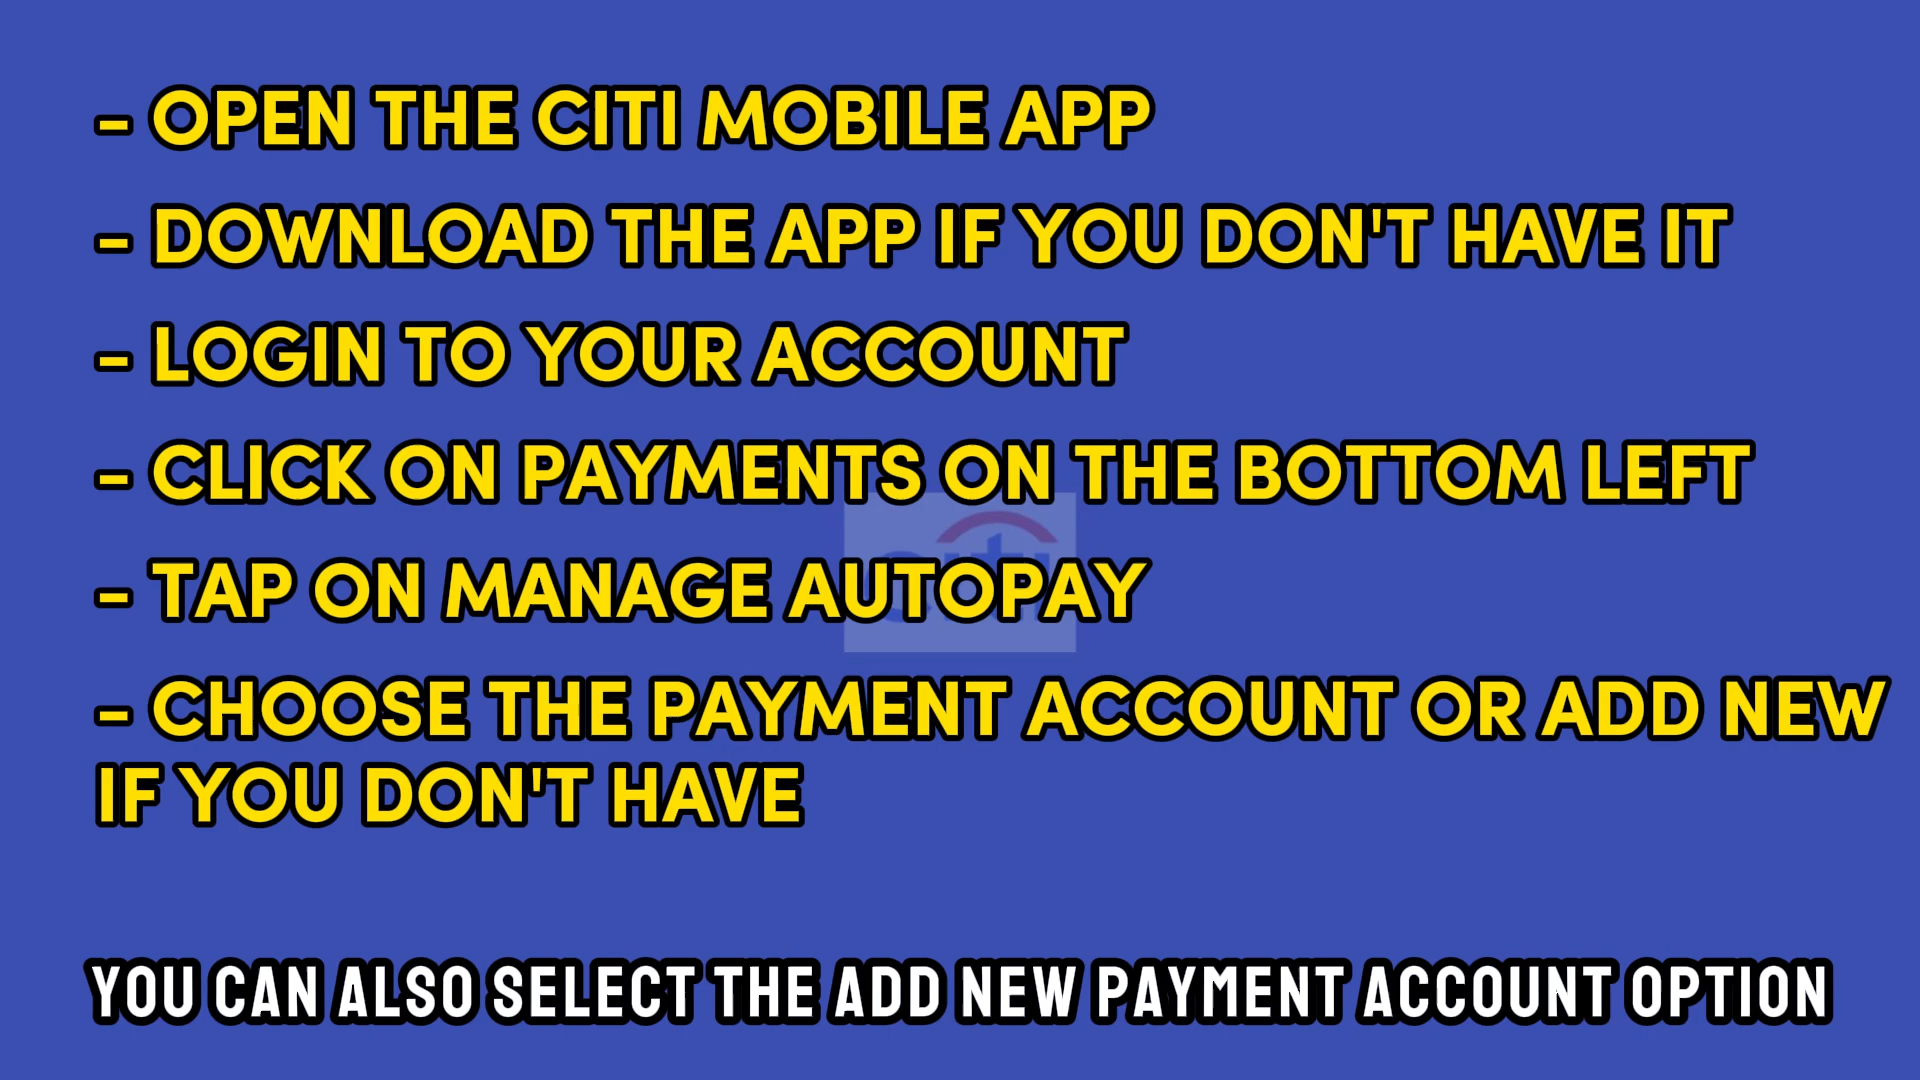 - OPEN THE CITI MOBILE APP
- DOWNLOAD THE APP IF YOU DON'T HAVE IT
- LOGIN TO YOUR ACCOUNT
- CLICK ON PAYMENTS ON THE BOTTOM LEFT
- TAP ON MANAGE AUTOPAY
citi
- CHOOSE THE PAYMENT ACCOUNT OR ADD NEW
IF YOU DON'T HAVE
YOU CAN ALSO SELECT THE ADD NEW PAYMENT ACCOUNT OPTION